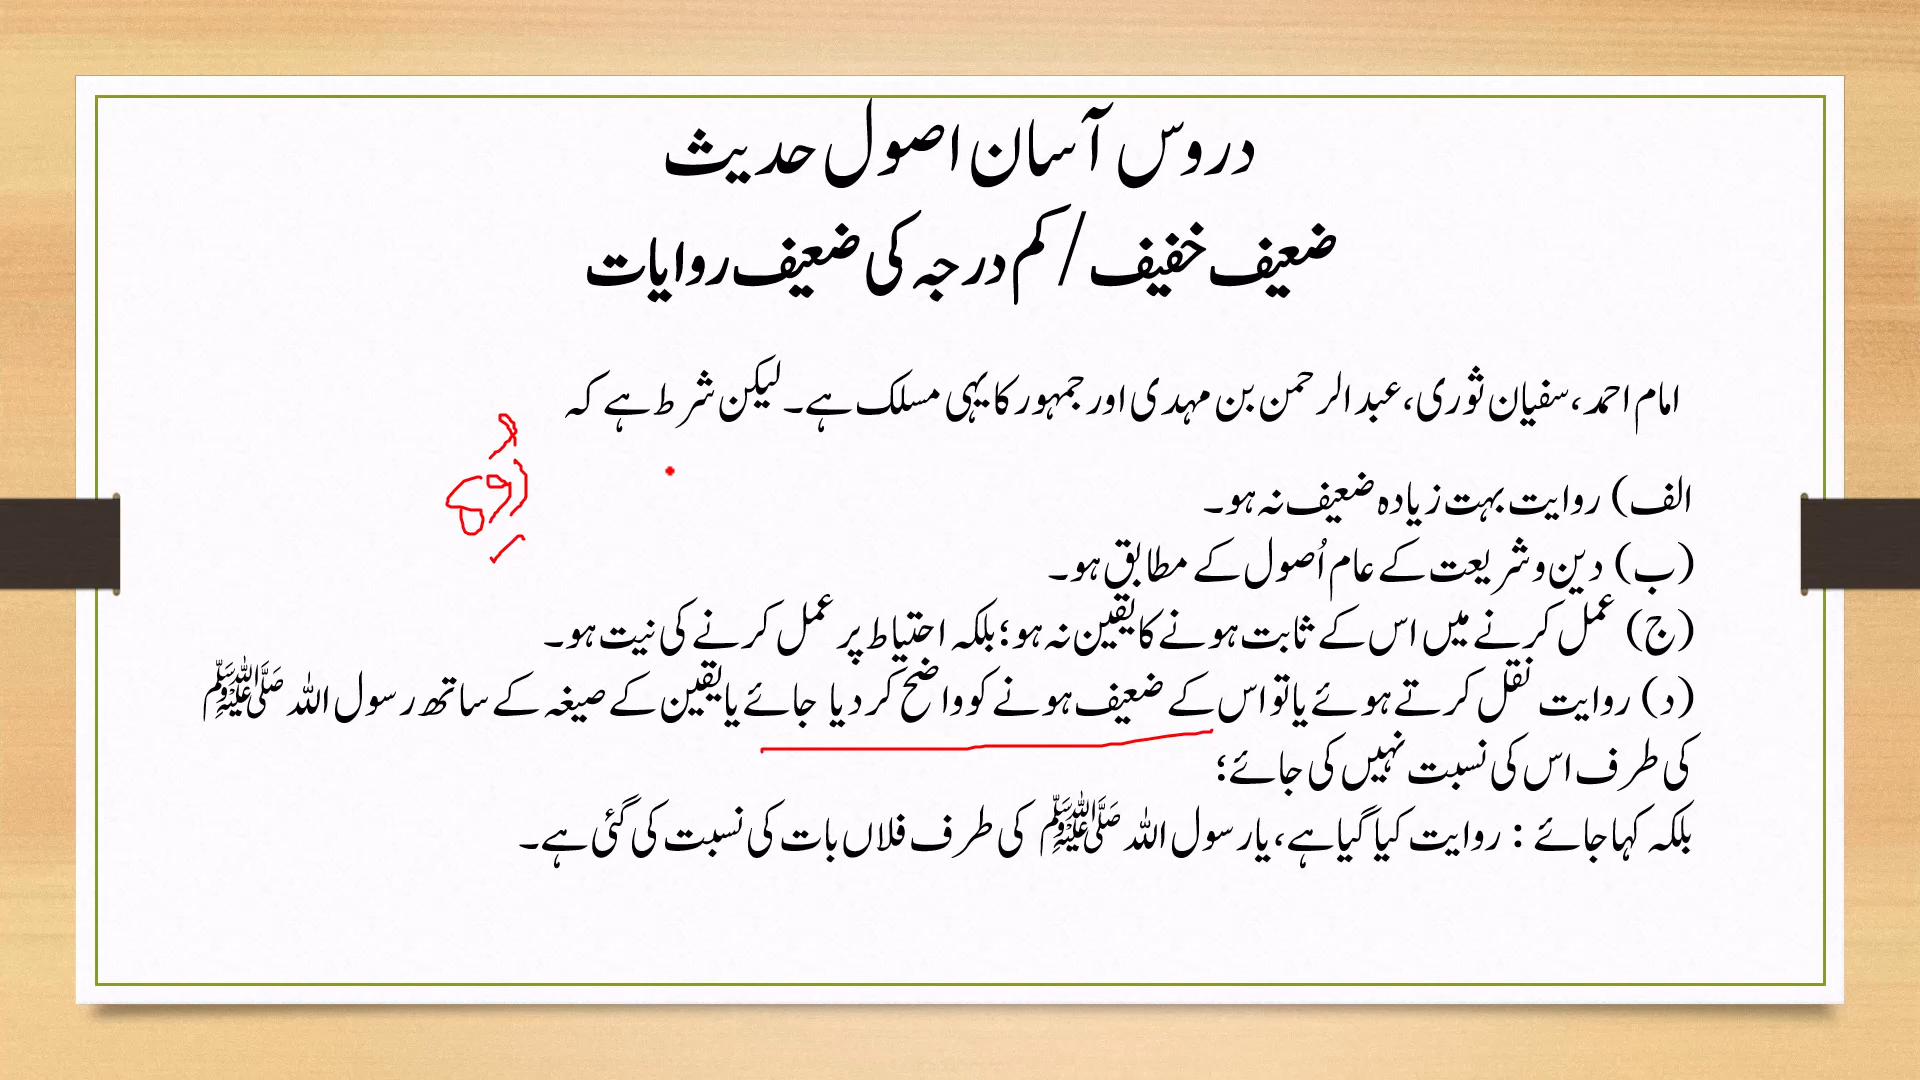 دروس آسان اصول حدیث
ضعیف خفیف / کم درجہ کی ضعیف روایات
امام احمد، سفیان ثوری، عبد الرحمن بن مہدی اور جمہور کا یہی مسلک ہے۔ لیکن شرط ہے کہ
الف) روایت بہت زیادہ ضعیف نہ ہو۔
(ب) دین و شریعت کے عام اُصول کے مطابق ہو۔
(ج) عمل کرنے میں اس کے ثابت ہونے کا یقین نہ ہو؛ بلکہ احتیاط پر عمل کرنے کی نیت ہو۔
(د) روایت نقل کرتے ہوئے یا تو اس کے ضعیف ہونے کو واضح کر دیا جائے یا یقین کے صیغہ کے ساتھ رسول اللہ ﷺ
کی طرف اس کی نسبت نہیں کی جائے؛
بلکہ کہا جائے : روایت کیا گیا ہے، یا رسول اللہ ﷺ کی طرف فلاں بات کی نسبت کی گئی ہے۔